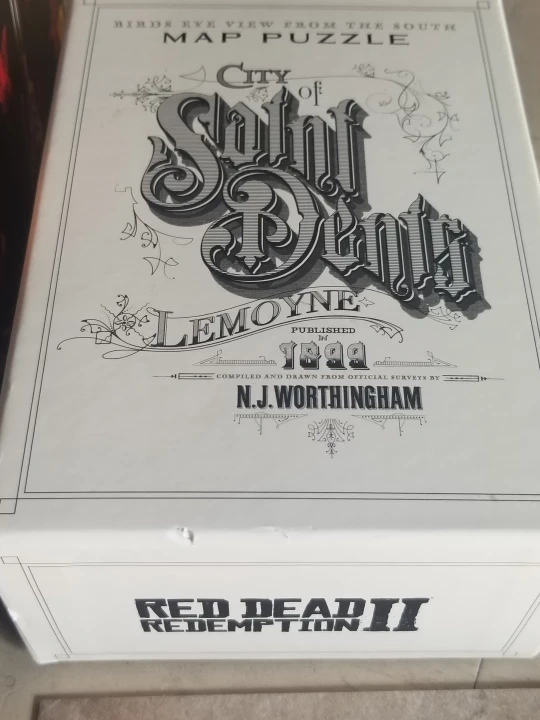 BIRDS EYE VIEW FROM THE SOUTH
MAP PUZZLE
CITY of
Saint
Denis
LEMOYNE
PUBLISHED
IN
1899
COMPILED AND DRAWN FROM OFFICIAL SURVEYS BY
N.J. WORTHINGHAM
RED DEAD
REDEMPTION II